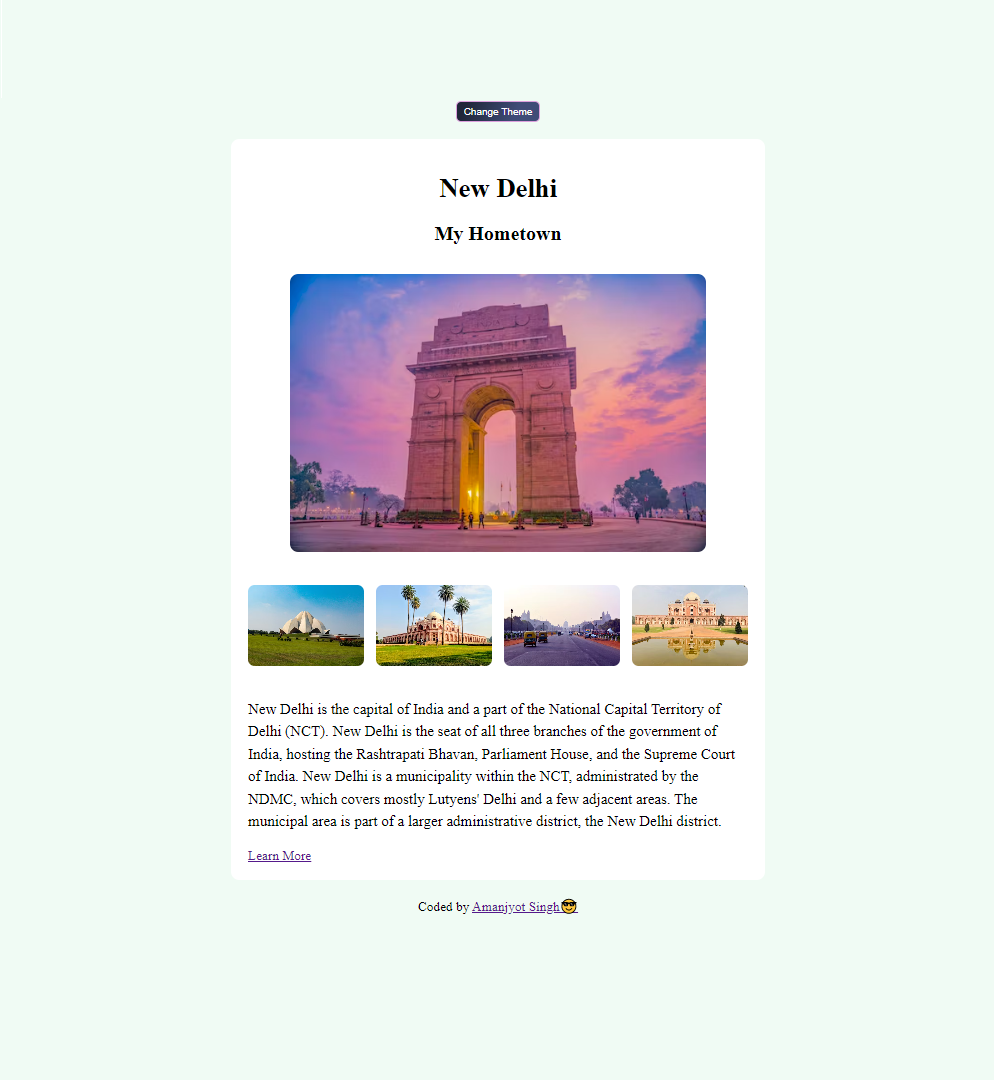 Change Theme
New Delhi
My Hometown
New Delhi is the capital of India and a part of the National Capital Territory of
Delhi (NCT). New Delhi is the seat of all three branches of the government of
India, hosting the Rashtrapati Bhavan, Parliament House, and the Supreme Court
of India. New Delhi is a municipality within the NCT, administrated by the
NDMC, which covers mostly Lutyens' Delhi and a few adjacent areas. The
municipal area is part of a larger administrative district, the New Delhi district.
Learn More
Coded by Amanjyot Singh😎